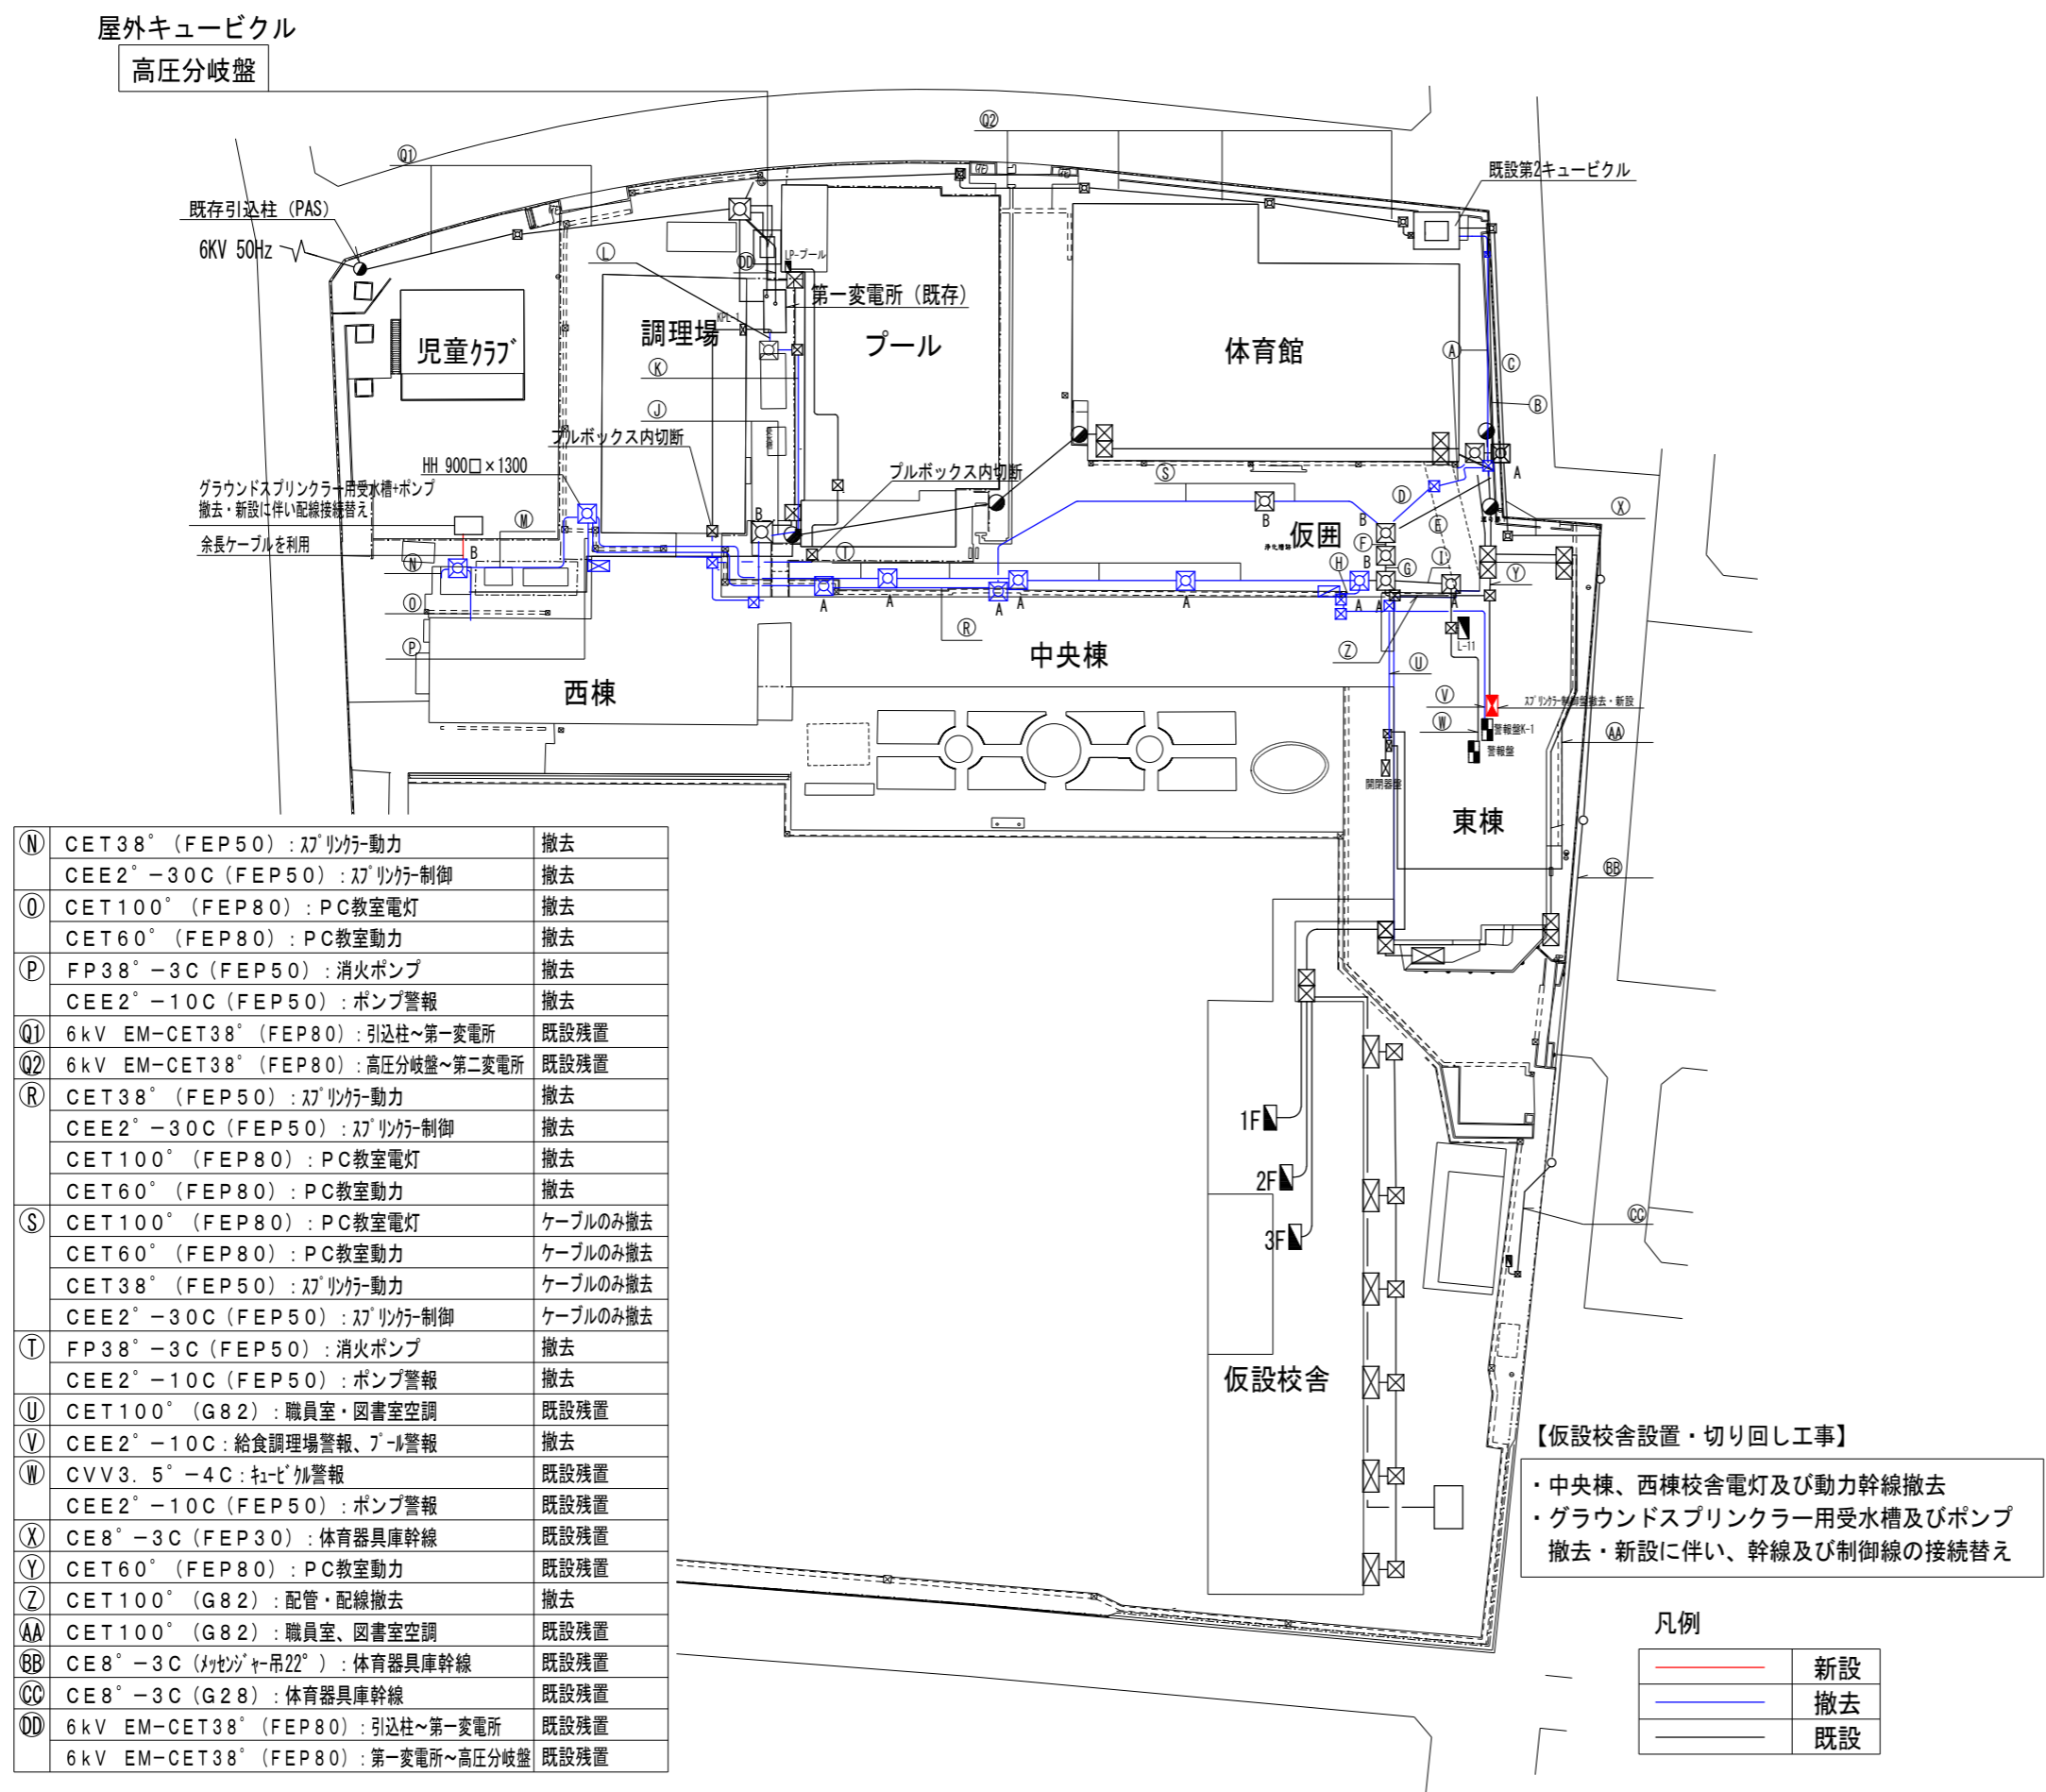 屋外キュービクル
高圧分岐盤
Q2
Q1
既設第2キュービクル
既存引込柱（PAS）
6KV 50Hz
L
DD
LP-プール
第一変電所（既存）
KPL-1
調理場
プール
体育館
児童クラブ
A
C
K
B
J
プルボックス内切断
プルボックス内切断
HH 900□×1300
グラウンドスプリンクラー用受水槽+ポンプ
撤去・新設に伴い配線接続替え
S
A
D
X
M
余長ケーブルを利用
B
B
B
仮囲
B
E
F
T
N
B
H
G
I
Y
O
A
A
A
A
A
A
A
A
R
P
中央棟
Z
U
L-11
西棟
V
スプリンクラー制御盤撤去・新設
W
警報盤K-1
AA
警報盤
開閉器盤
東棟
BB
N CET38゜（FEP50）：スプリンクラー動力 撤去
CEE2゜－30C（FEP50）：スプリンクラー制御 撤去
O CET100゜（FEP80）：PC教室電灯 撤去
CET60゜（FEP80）：PC教室動力 撤去
P FP38゜－3C（FEP50）：消火ポンプ 撤去
CEE2゜－10C（FEP50）：ポンプ警報 撤去
Q1 6kV EM－CET38゜（FEP80）：引込柱～第一変電所 既設残置
Q2 6kV EM－CET38゜（FEP80）：高圧分岐盤～第二変電所 既設残置
R CET38゜（FEP50）：スプリンクラー動力 撤去
CEE2゜－30C（FEP50）：スプリンクラー制御 撤去
CET100゜（FEP80）：PC教室電灯 撤去
CET60゜（FEP80）：PC教室動力 撤去
S CET100゜（FEP80）：PC教室電灯 ケーブルのみ撤去
CET60゜（FEP80）：PC教室動力 ケーブルのみ撤去
CET38゜（FEP50）：スプリンクラー動力 ケーブルのみ撤去
CEE2゜－30C（FEP50）：スプリンクラー制御 ケーブルのみ撤去
T FP38゜－3C（FEP50）：消火ポンプ 撤去
CEE2゜－10C（FEP50）：ポンプ警報 撤去
U CET100゜（G82）：職員室・図書室空調 既設残置
V CEE2゜－10C：給食調理場警報、プール警報 撤去
W CVV3．5゜－4C：キュービクル警報 既設残置
CEE2゜－10C（FEP50）：ポンプ警報 既設残置
X CE8゜－3C（FEP30）：体育器具庫幹線 既設残置
Y CET60゜（FEP80）：PC教室動力 既設残置
Z CET100゜（G82）：配管・配線撤去 撤去
AA CET100゜（G82）：職員室、図書室空調 既設残置
BB CE8゜－3C（メッセンジャー吊22゜）：体育器具庫幹線 既設残置
CC CE8゜－3C（G28）：体育器具庫幹線 既設残置
DD 6kV EM－CET38゜（FEP80）：引込柱～第一変電所 既設残置
6kV EM－CET38゜（FEP80）：第一変電所～高圧分岐盤 既設残置
1F
2F
3F
CC
仮設校舎
【仮設校舎設置・切り回し工事】
・中央棟、西棟校舎電灯及び動力幹線撤去
・グラウンドスプリンクラー用受水槽及びポンプ
撤去・新設に伴い、幹線及び制御線の接続替え
凡例
新設
撤去
既設